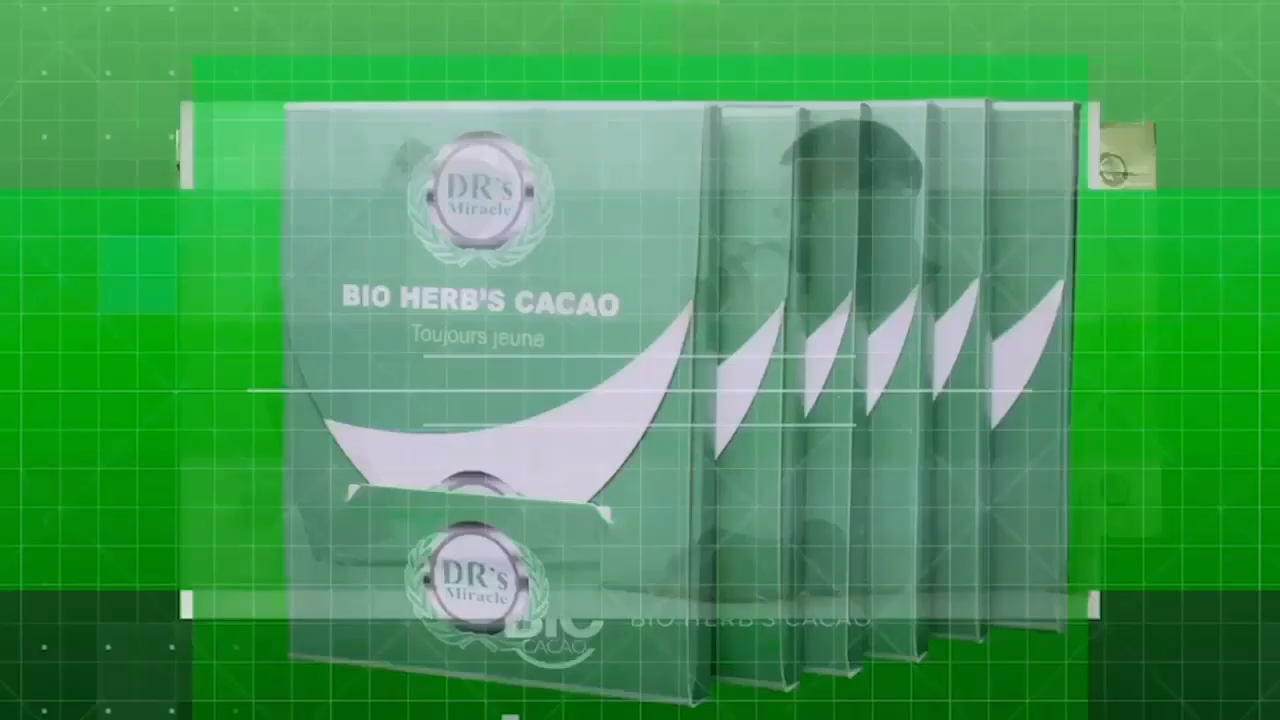 DR's
Miracle
BIO HERB'S CACAO
Toujours jeune
DR's
Miracle
BIO
CACAO
BIO HERB'S CACAO